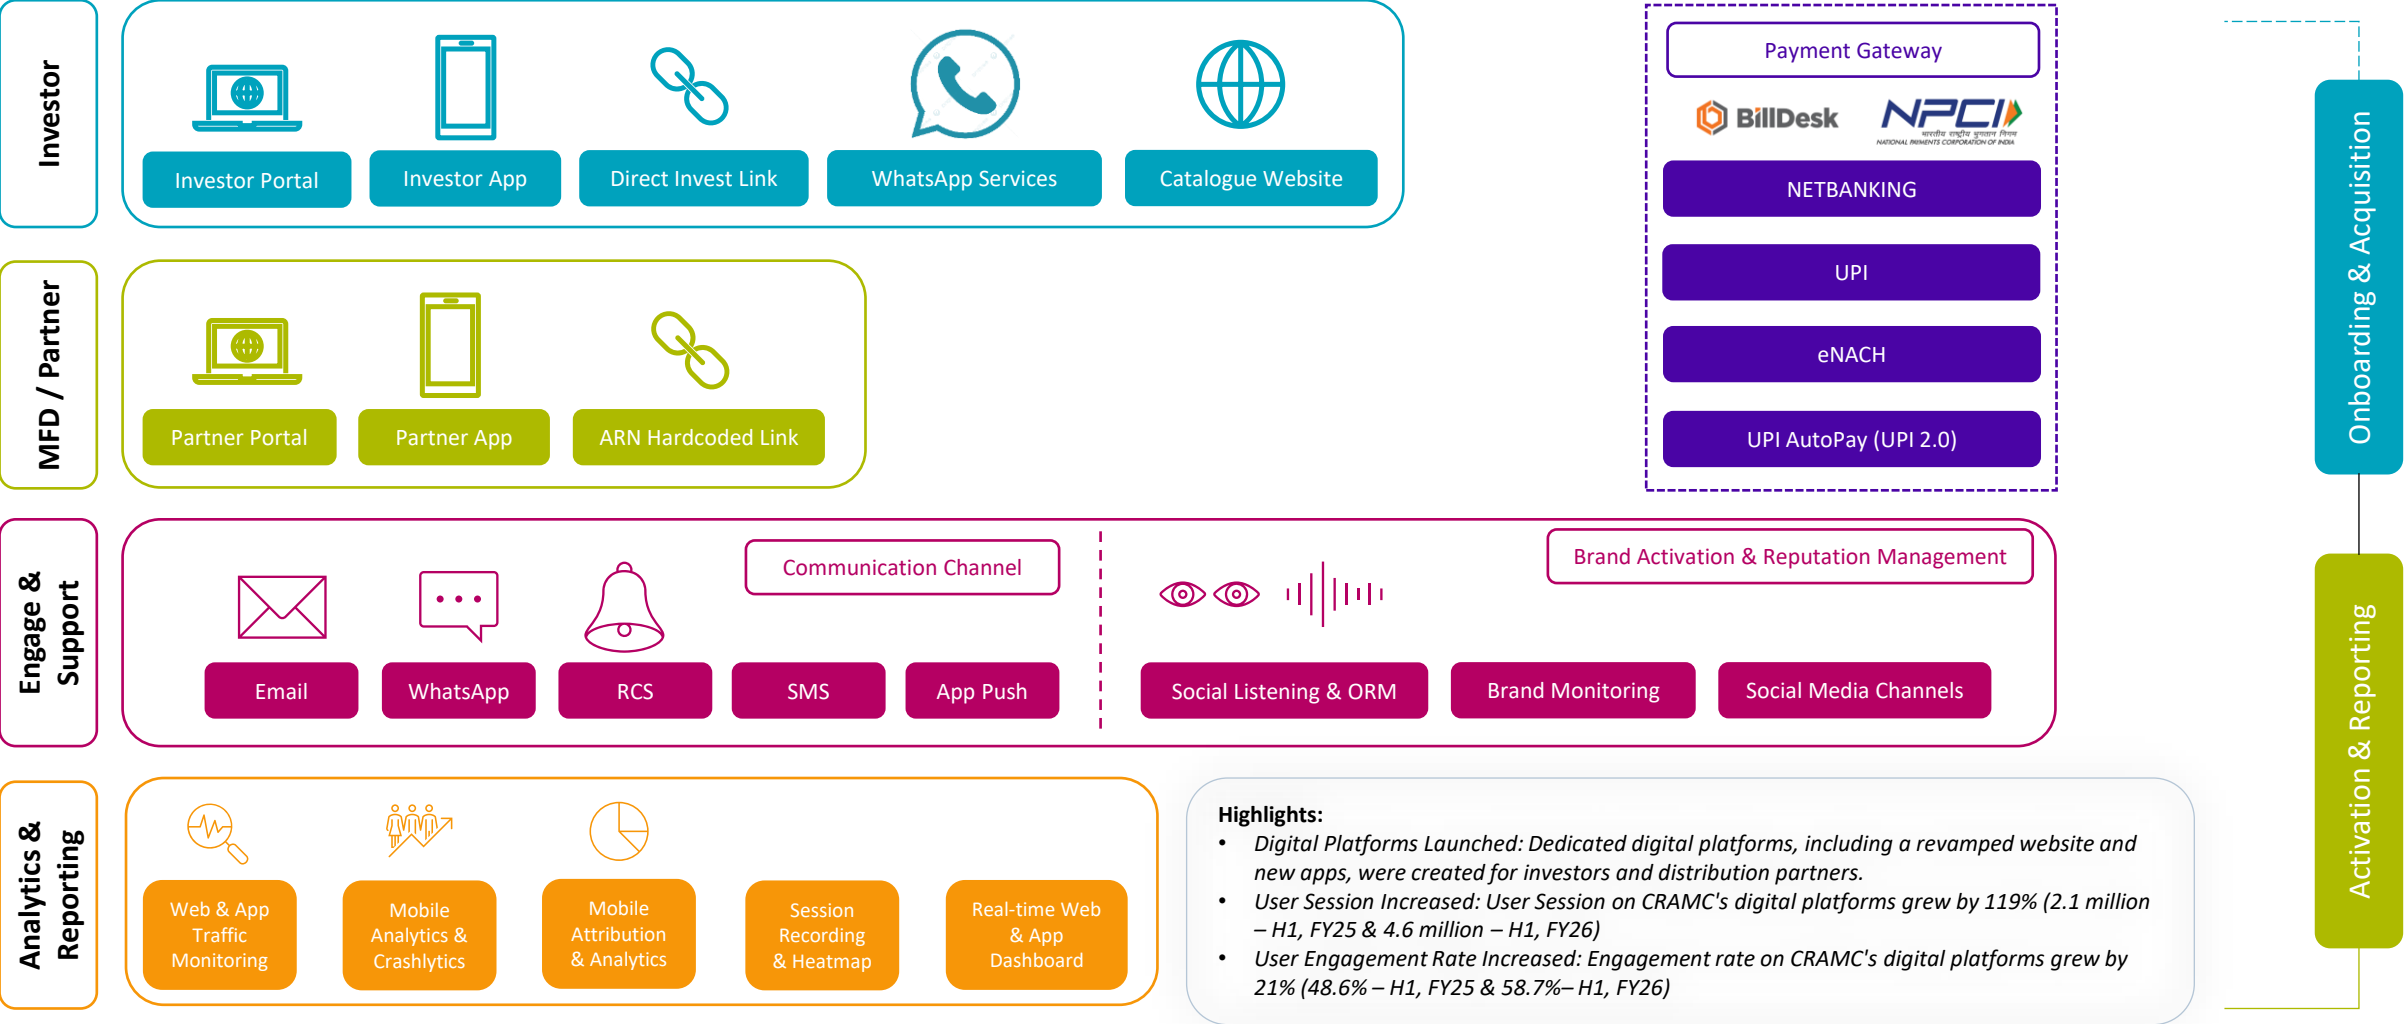 Investor
Investor Portal
Investor App
Direct Invest Link
WhatsApp Services
Catalogue Website
Payment Gateway
BillDesk
NPCI
भारतीय राष्ट्रीय भुगतान निगम
NATIONAL PAYMENTS CORPORATION OF INDIA
NETBANKING
UPI
eNACH
UPI AutoPay (UPI 2.0)
Onboarding & Acquisition
MFD / Partner
Partner Portal
Partner App
ARN Hardcoded Link
Engage &
Support
Communication Channel
Email
WhatsApp
RCS
SMS
App Push
Brand Activation & Reputation Management
Social Listening & ORM
Brand Monitoring
Social Media Channels
Activation & Reporting
Analytics &
Reporting
Web & App
Traffic
Monitoring
Mobile
Analytics &
Crashlytics
Mobile
Attribution
& Analytics
Session
Recording
& Heatmap
Real-time Web
& App
Dashboard
Highlights:
• Digital Platforms Launched: Dedicated digital platforms, including a revamped website and
new apps, were created for investors and distribution partners.
• User Session Increased: User Session on CRAMC's digital platforms grew by 119% (2.1 million
– H1, FY25 & 4.6 million – H1, FY26)
• User Engagement Rate Increased: Engagement rate on CRAMC's digital platforms grew by
21% (48.6% – H1, FY25 & 58.7%– H1, FY26)